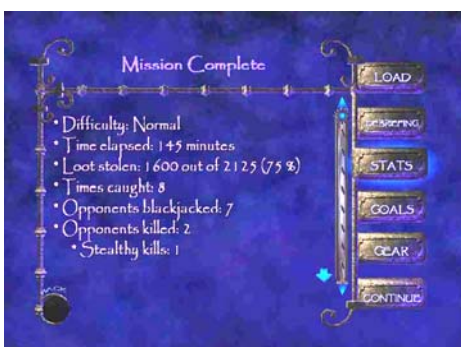 Mission Complete
LOAD
• Difficulty: Normal
DEBRIEFING
• Time elapsed: 145 minutes
• Loot stolen: 1600 out of 2125 (75 %)
STATS
• Times caught: 8
• Opponents blackjacked: 7
GOALS
• Opponents killed: 2
• Stealthy kills: 1
GEAR
BACK
CONTINUE